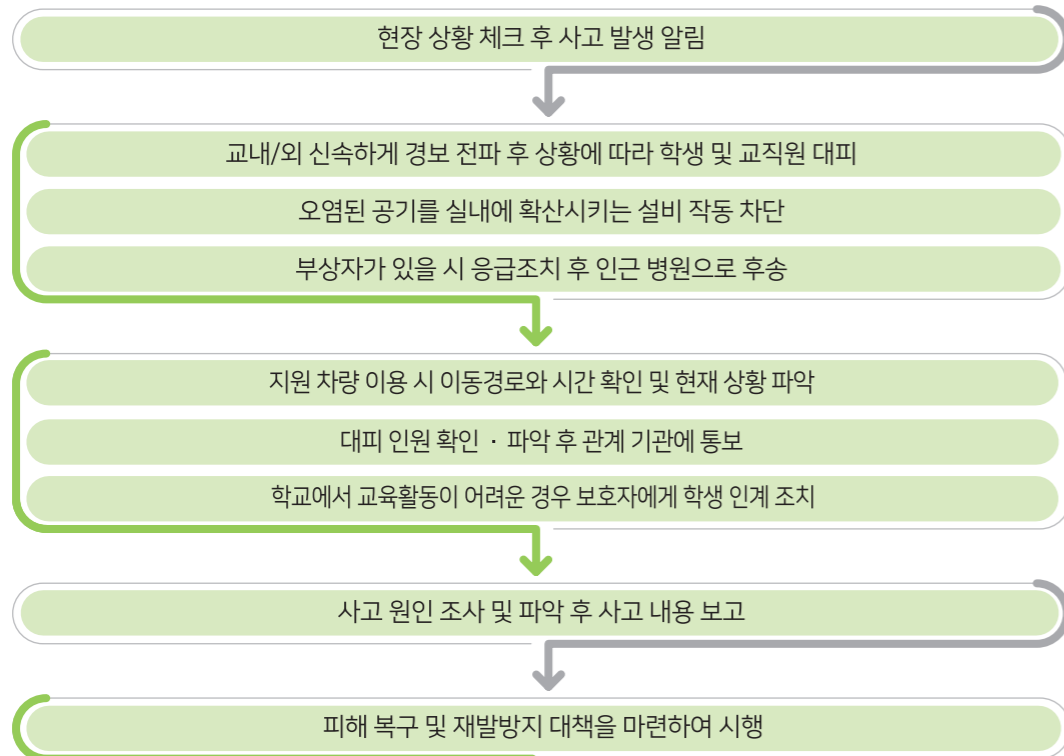 현장 상황 체크 후 사고 발생 알림
교내/외 신속하게 경보 전파 후 상황에 따라 학생 및 교직원 대피
오염된 공기를 실내에 확산시키는 설비 작동 차단
부상자가 있을 시 응급조치 후 인근 병원으로 후송
지원 차량 이용 시 이동경로와 시간 확인 및 현재 상황 파악
대피 인원 확인 · 파악 후 관계 기관에 통보
학교에서 교육활동이 어려운 경우 보호자에게 학생 인계 조치
사고 원인 조사 및 파악 후 사고 내용 보고
피해 복구 및 재발방지 대책을 마련하여 시행